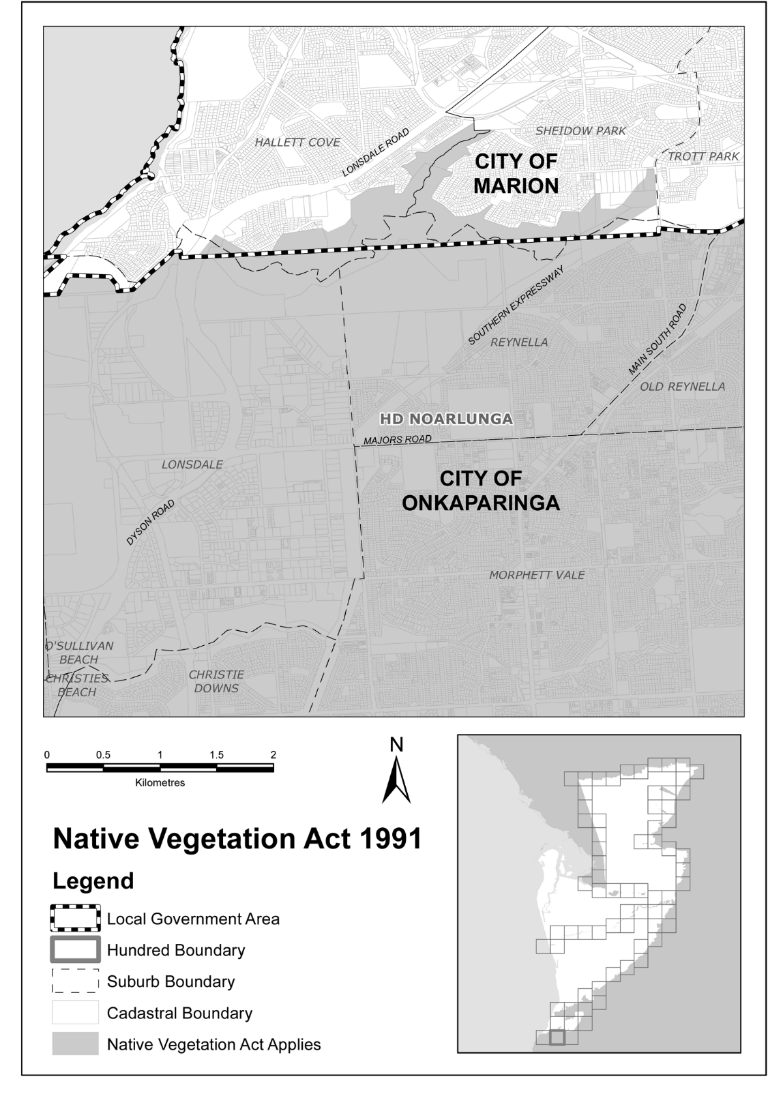 HALLETT COVE
LONSDALE ROAD
SHEIDOW PARK
TROTT PARK
CITY OF
MARION
SOUTHERN EXPRESSWAY
REYNELLA
MAIN SOUTH ROAD
OLD REYNELLA
HD NOARLUNGA
MAJORS ROAD
LONSDALE
CITY OF
ONKAPARINGA
DYSON ROAD
MORPHETT VALE
O'SULLIVAN
BEACH
CHRISTIES
BEACH
CHRISTIE
DOWNS
0 0.5 1 1.5 2
Kilometres
N
Native Vegetation Act 1991
Legend
Local Government Area
Hundred Boundary
Suburb Boundary
Cadastral Boundary
Native Vegetation Act Applies